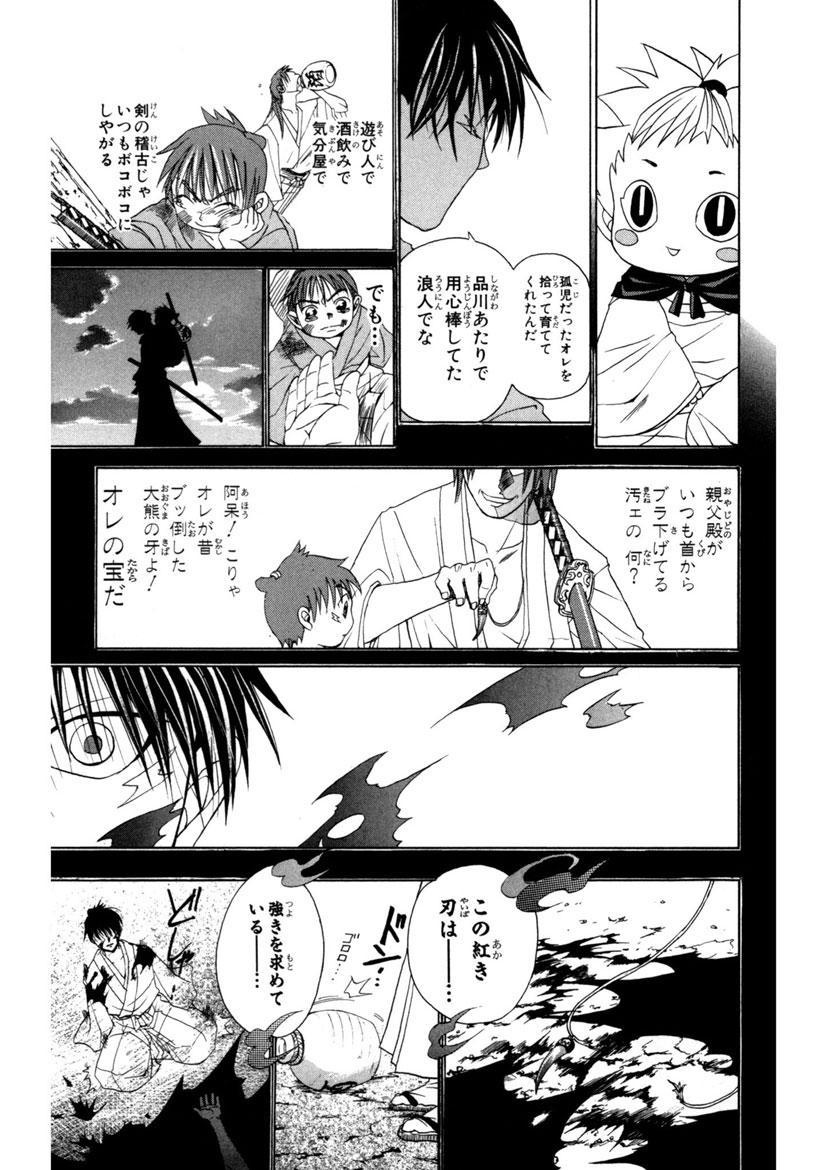 孤児だったオレを
拾って育てて
くれたんだ
品川あたりで
用心棒してた
浪人でな
遊び人で
酒飲みで
気分屋で
剣の稽古じゃ
いつもボコボコに
しやがる
でも…
親父殿が
いつも首から
ブラ下げてる
汚ェの何?
阿呆!こりゃ
オレが昔
ブッ倒した
大熊の牙よ!
オレの宝だ
この紅き
刃は――…
ゴロロ…
強きを求めて
いる――…